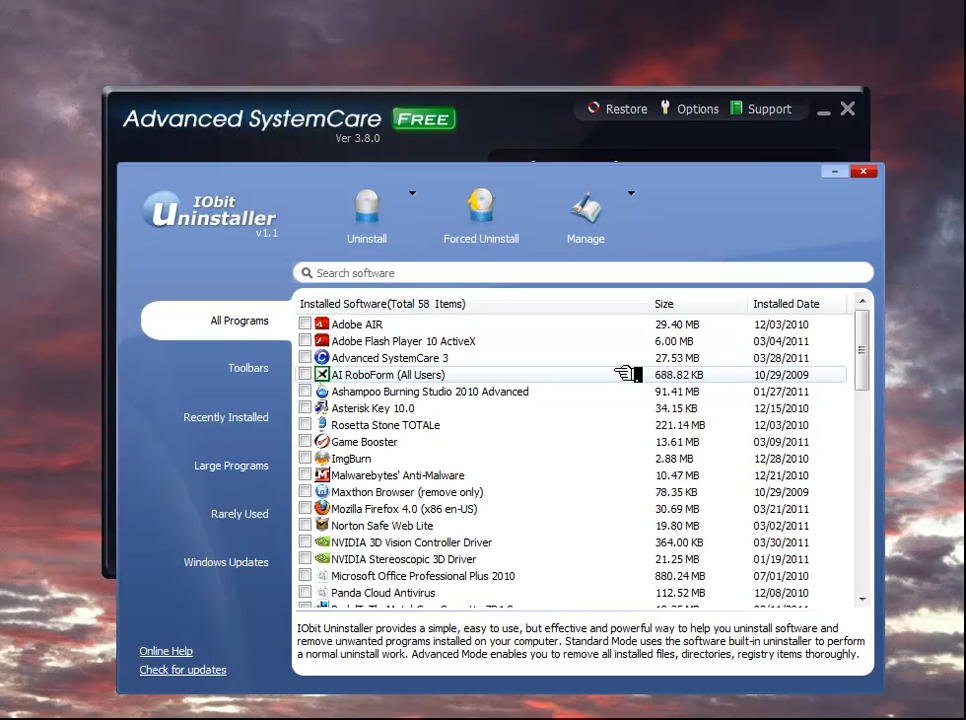 Advanced SystemCare FREE
Ver 3.8.0
Restore Options Support
IObit
Uninstaller
v1.1
Uninstall Forced Uninstall Manage
Search software
All Programs
Toolbars
Recently Installed
Large Programs
Rarely Used
Windows Updates
Online Help
Check for updates
Installed Software(Total 58 Items) Size Installed Date
Adobe AIR 29.40 MB 12/03/2010
Adobe Flash Player 10 ActiveX 6.00 MB 03/04/2011
Advanced SystemCare 3 27.53 MB 03/28/2011
AI RoboForm (All Users) 688.82 KB 10/29/2009
Ashampoo Burning Studio 2010 Advanced 91.41 MB 01/27/2011
Asterisk Key 10.0 34.15 KB 12/15/2010
Rosetta Stone TOTALe 221.14 MB 12/03/2010
Game Booster 13.61 MB 03/09/2011
ImgBurn 2.88 MB 12/28/2010
Malwarebytes' Anti-Malware 10.47 MB 12/21/2010
Maxthon Browser (remove only) 78.35 KB 10/29/2009
Mozilla Firefox 4.0 (x86 en-US) 30.69 MB 03/21/2011
Norton Safe Web Lite 19.80 MB 03/02/2011
NVIDIA 3D Vision Controller Driver 364.00 KB 03/30/2011
NVIDIA Stereoscopic 3D Driver 21.25 MB 01/19/2011
Microsoft Office Professional Plus 2010 880.24 MB 07/01/2010
Panda Cloud Antivirus 112.52 MB 12/08/2010
IObit Uninstaller provides a simple, easy to use, but effective and powerful way to help you uninstall software and
remove unwanted programs installed on your computer. Standard Mode uses the software built-in uninstaller to perform
a normal uninstall work. Advanced Mode enables you to remove all installed files, directories, registry items thoroughly.